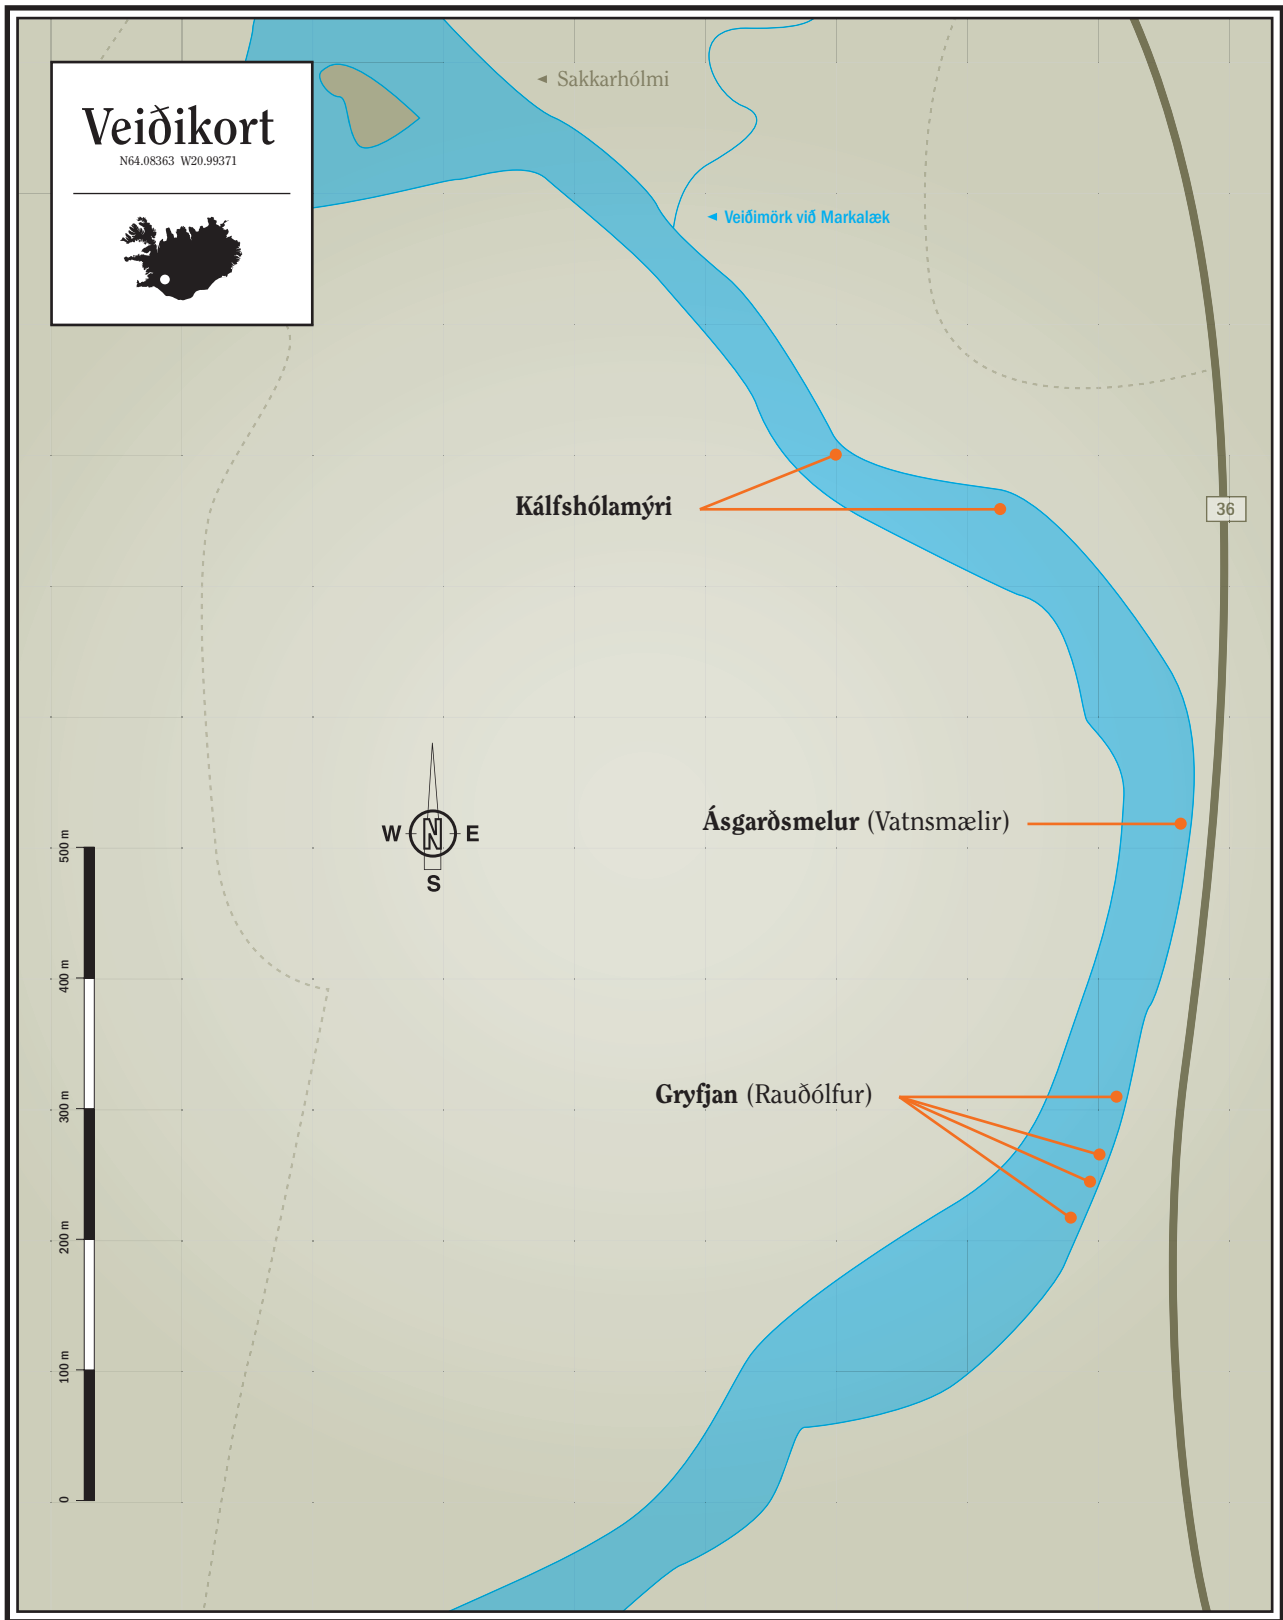 Veiðikort
N64.08363 W20.99371
◄ Sakkarhólmi
◄ Veiðimörk við Markalæk
Kálfshólamýri
36
Ásgarðsmelur (Vatnsmælir)
W N E
S
Gryfjan (Rauðólfur)
500 m
400 m
300 m
200 m
100 m
0